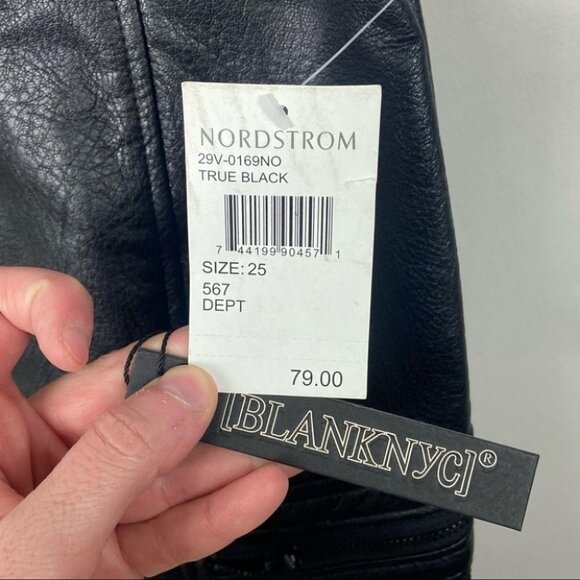 NORDSTROM
29V-0169NO
TRUE BLACK
7 44199 90457 1
SIZE: 25
567
DEPT
79.00
[BLANKNYC]®